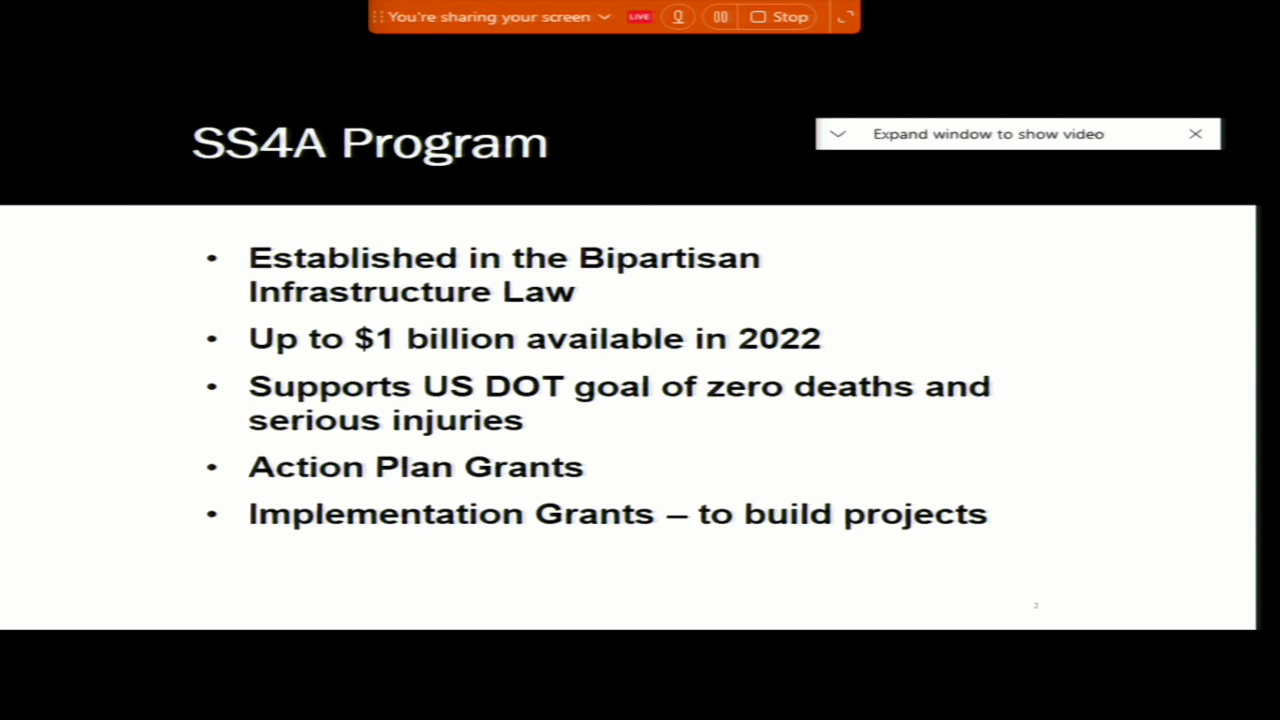 You're sharing your screen
LIVE
Stop
SS4A Program
Expand window to show video
• Established in the Bipartisan
Infrastructure Law
• Up to $1 billion available in 2022
• Supports US DOT goal of zero deaths and
serious injuries
• Action Plan Grants
• Implementation Grants – to build projects
2